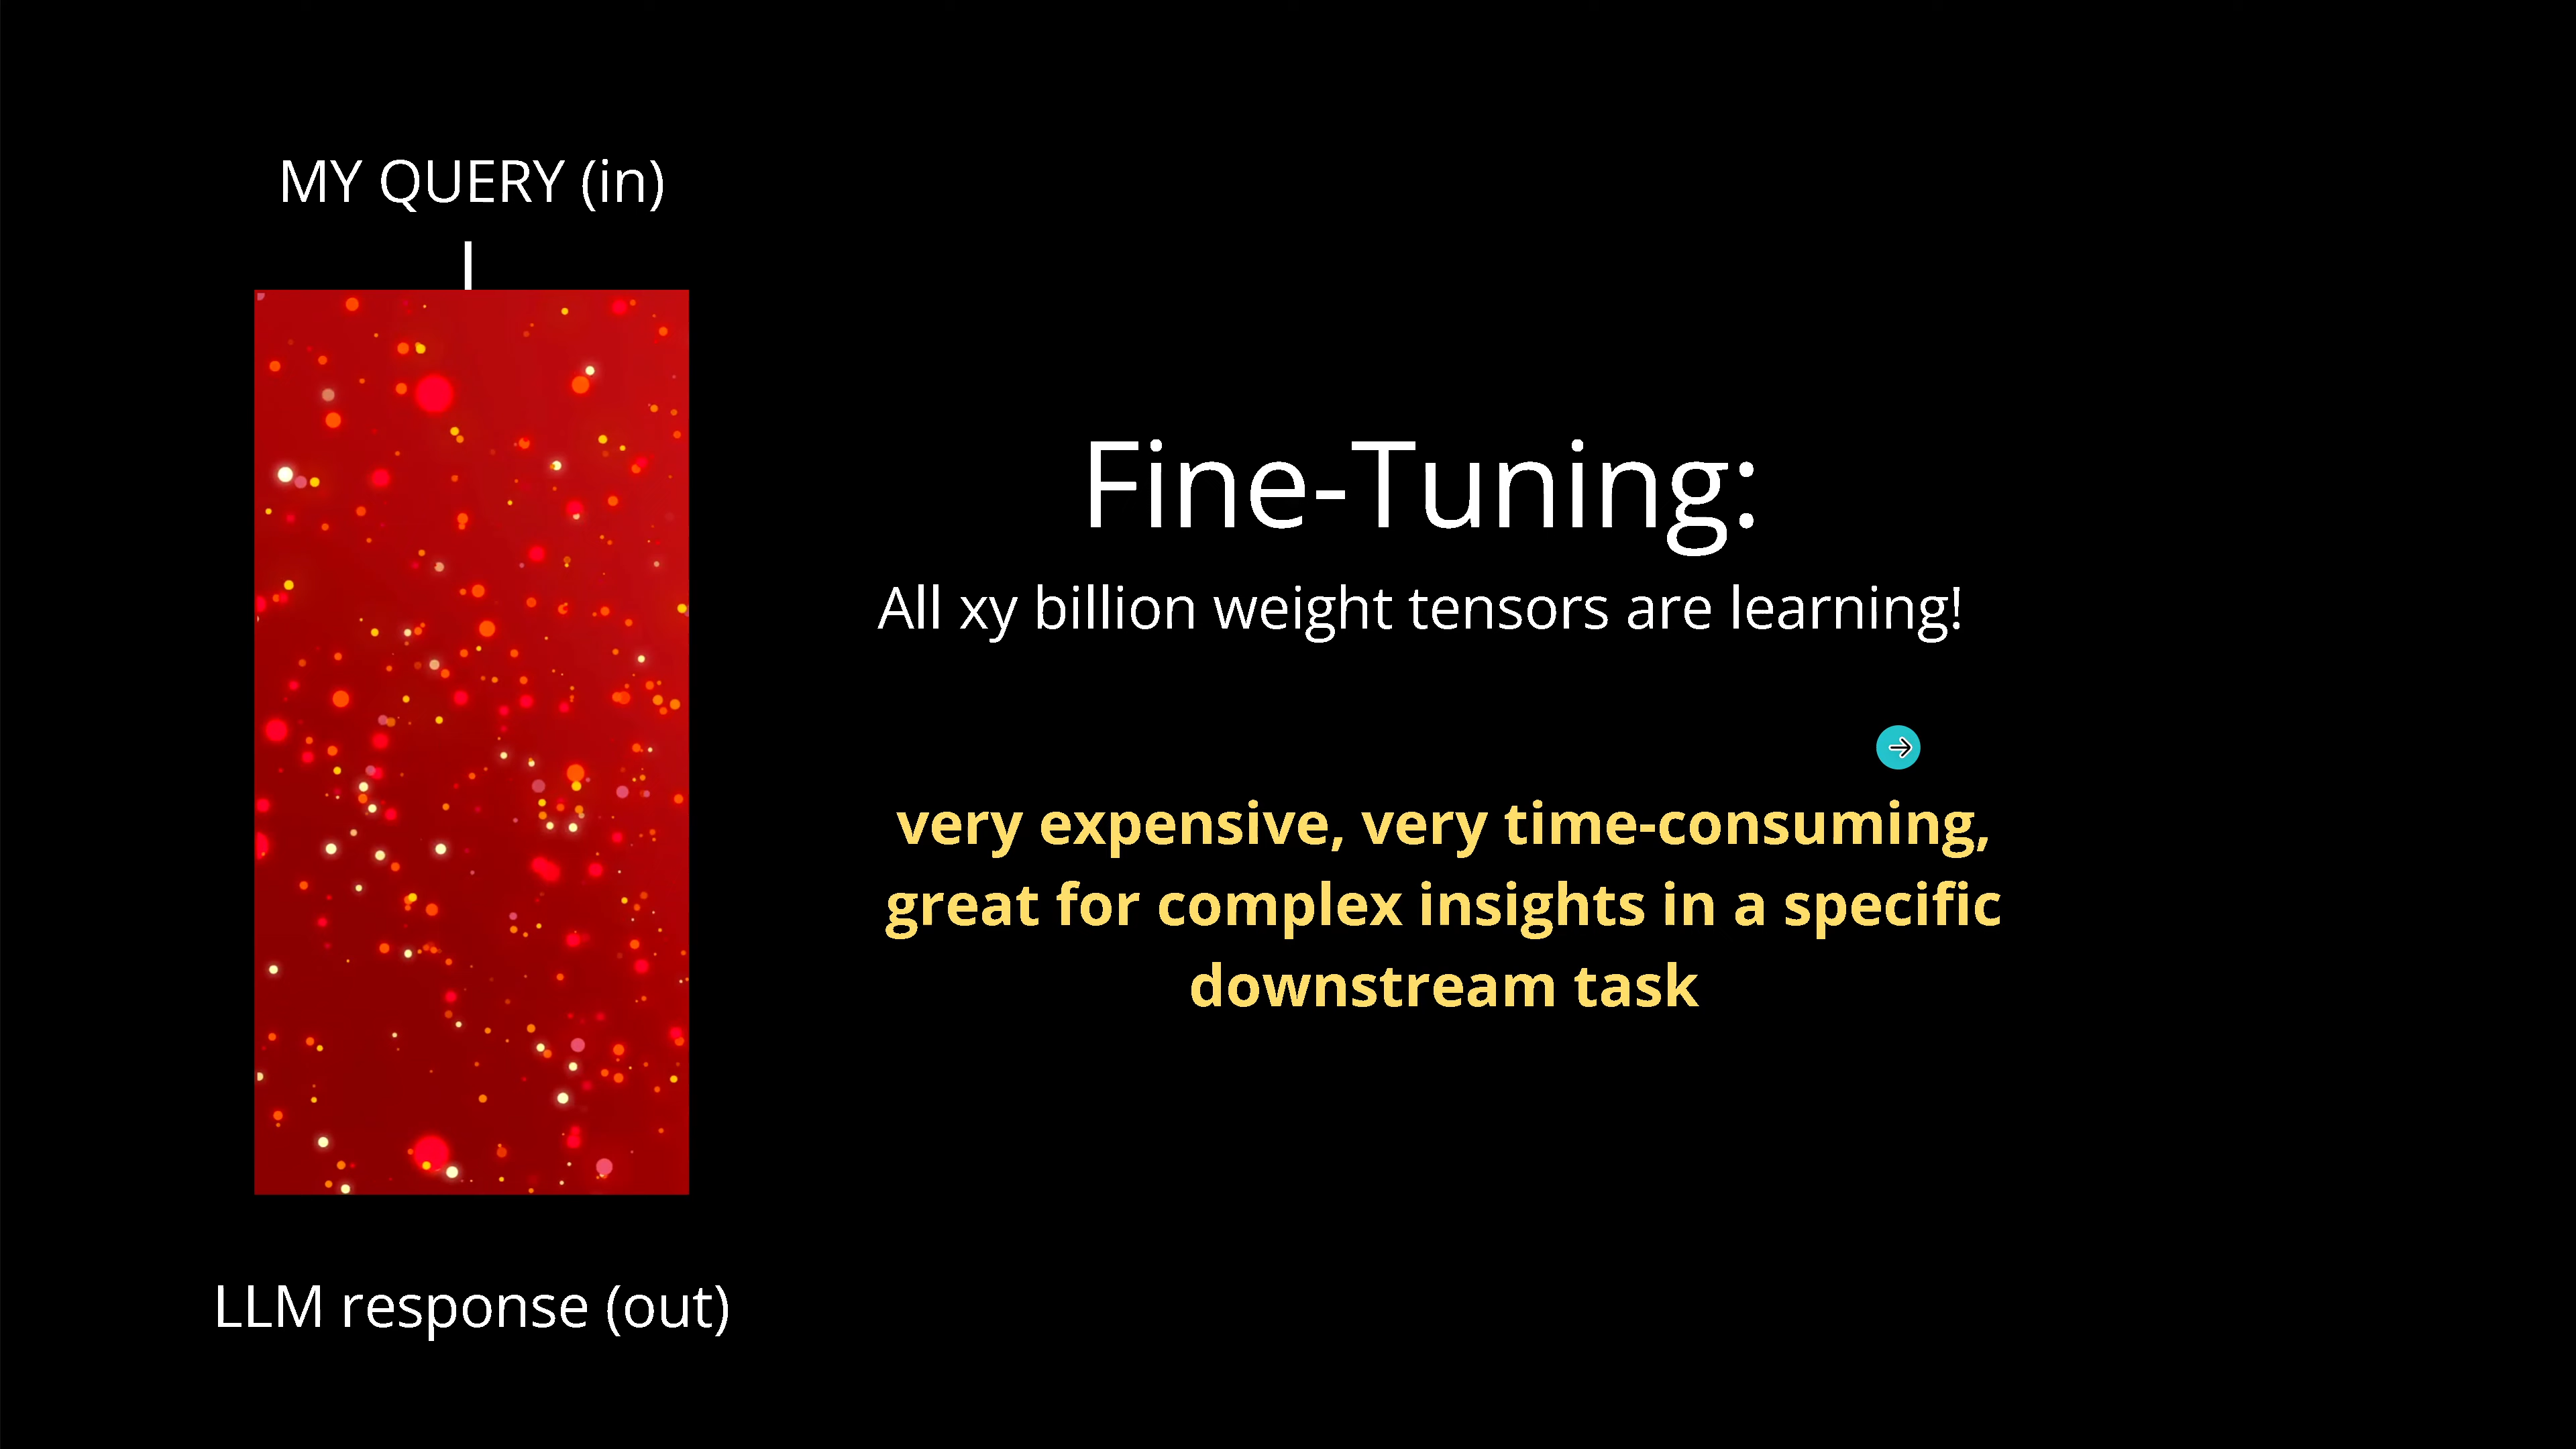 MY QUERY (in)
Fine-Tuning:
All xy billion weight tensors are learning!
very expensive, very time-consuming,
great for complex insights in a specific
downstream task
LLM response (out)